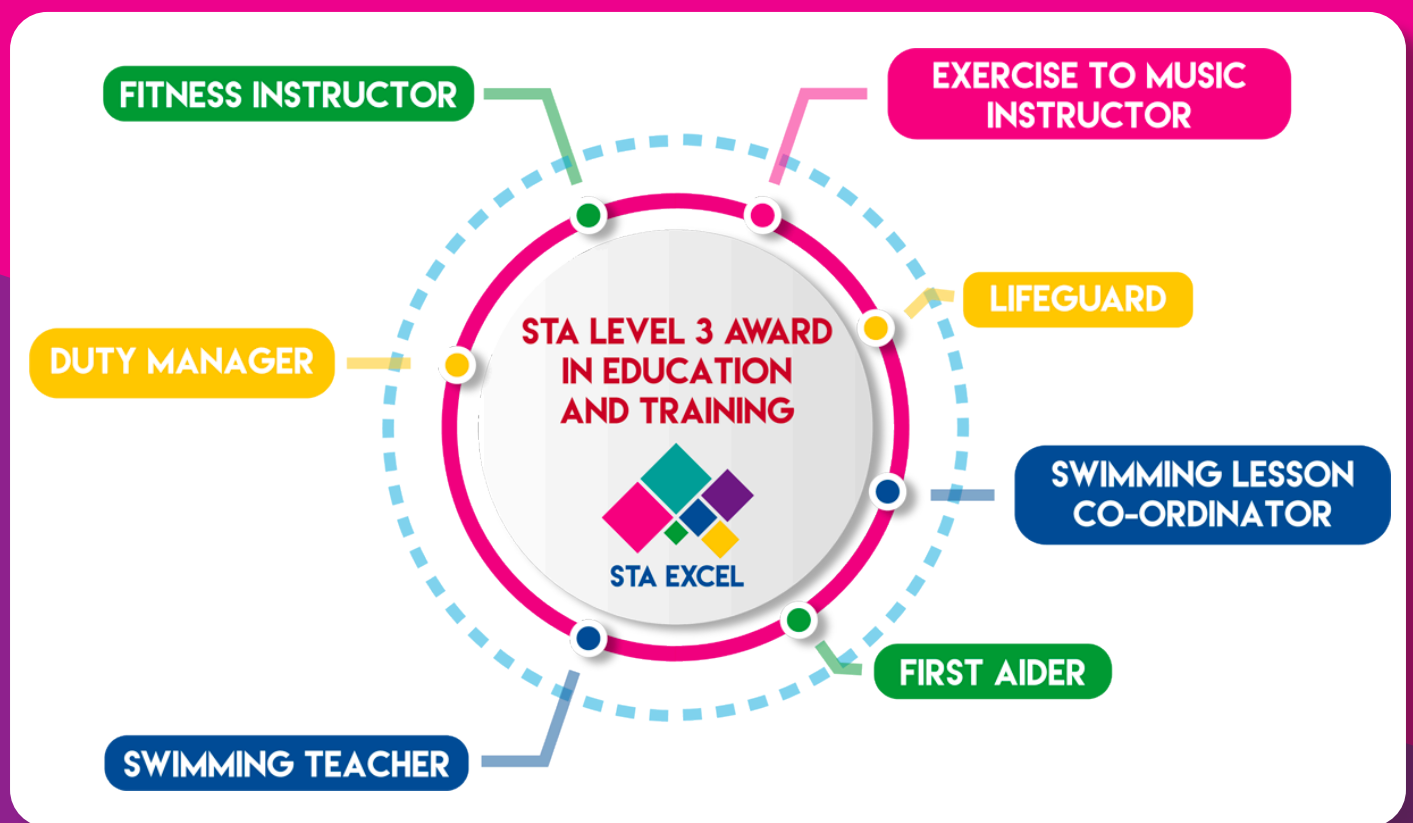 FITNESS INSTRUCTOR
EXERCISE TO MUSIC
INSTRUCTOR
LIFEGUARD
DUTY MANAGER
STA LEVEL 3 AWARD
IN EDUCATION
AND TRAINING
STA EXCEL
SWIMMING LESSON
CO-ORDINATOR
FIRST AIDER
SWIMMING TEACHER